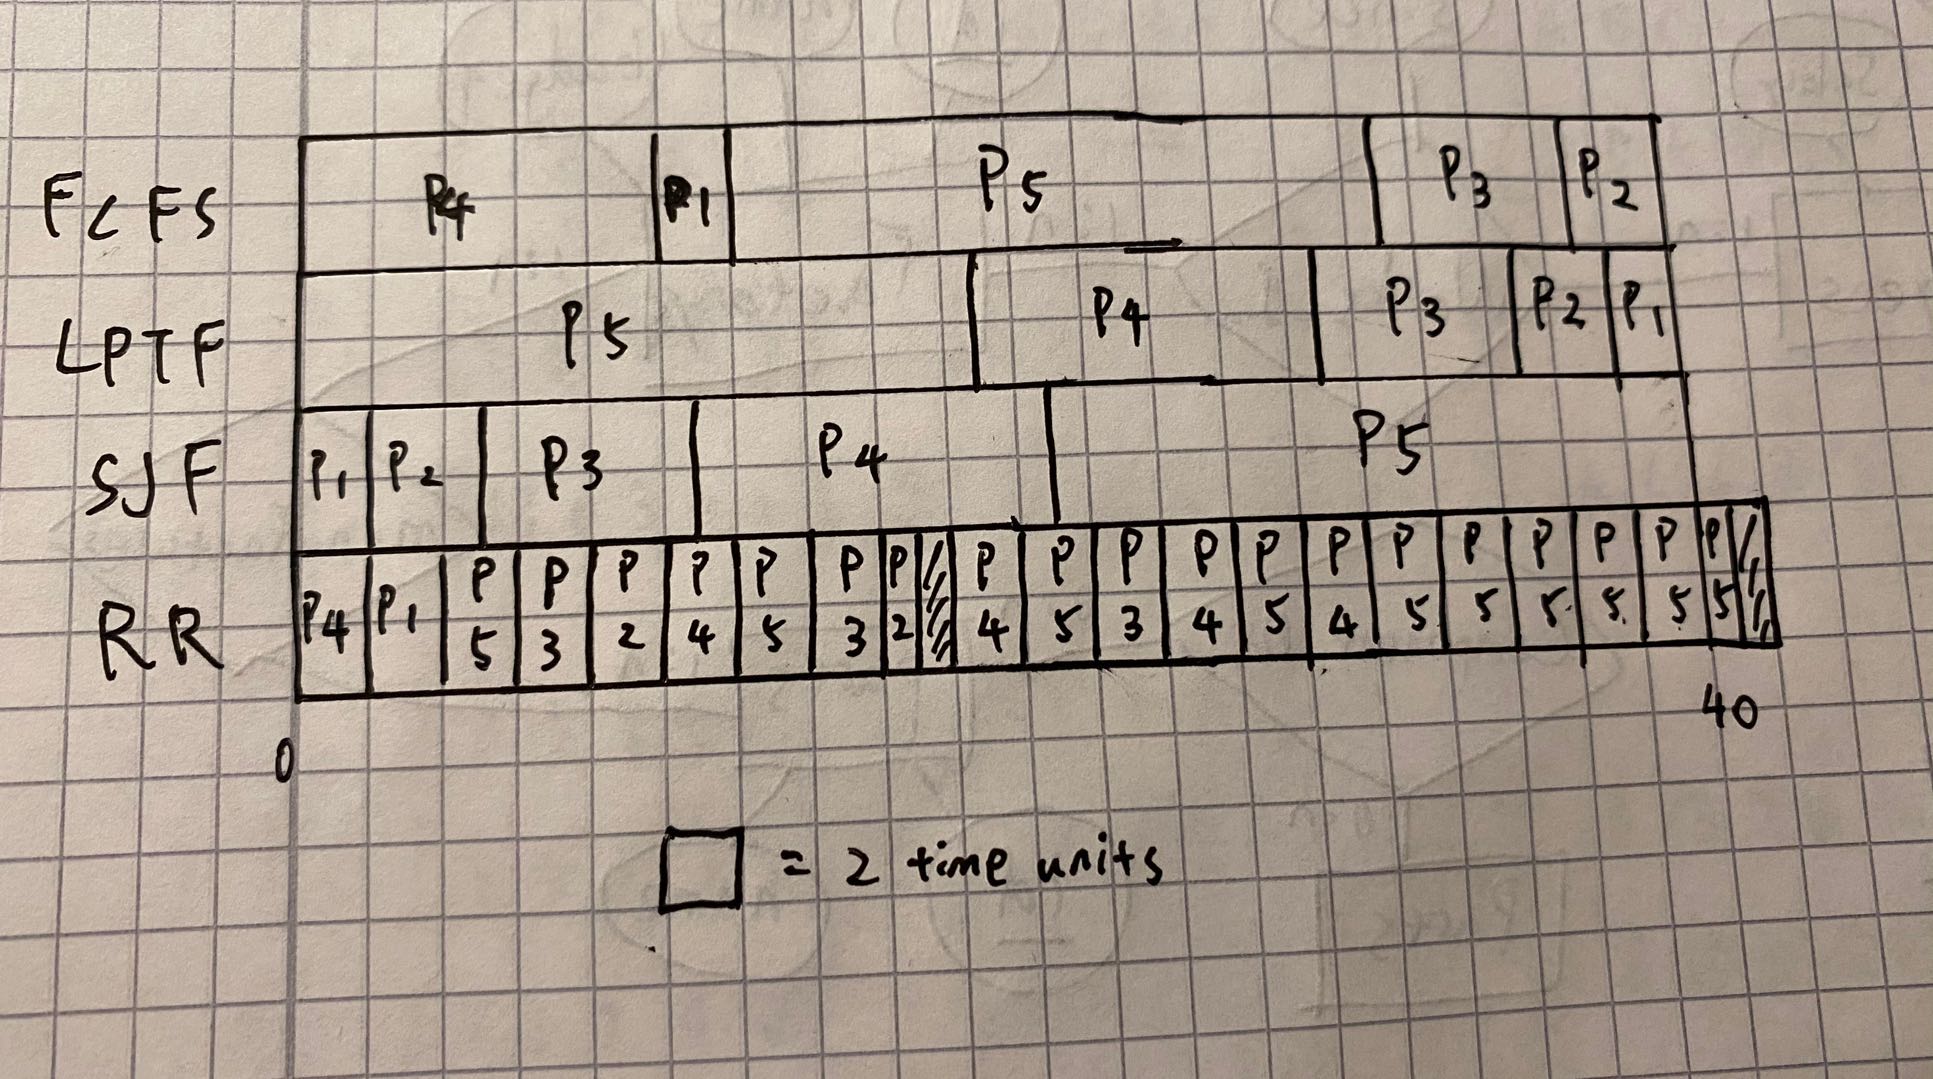 FCFS P4 P1 P5 P3 P2
LPTF P5 P4 P3 P2 P1
SJF P1 P2 P3 P4 P5
RR P4 P1 P5 P3 P2 P4 P5 P3 P2 P4 P5 P3 P4 P5 P4 P5 P5 P5 P5 P5 P5
0 40
= 2 time units